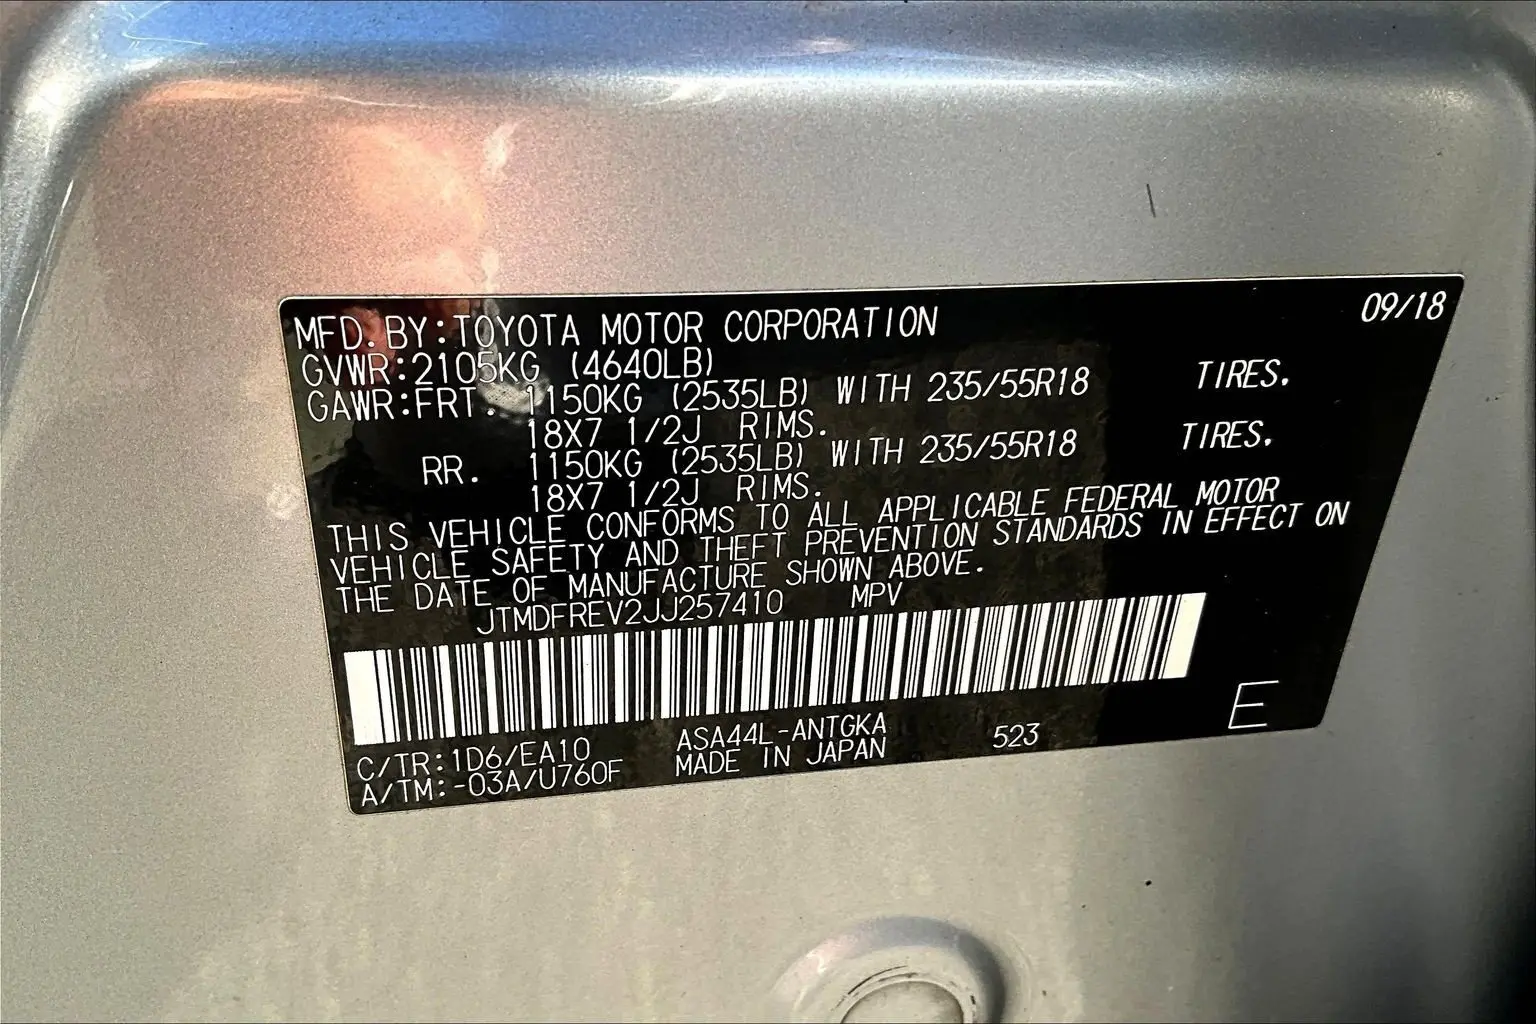 09/18
MFD. BY:TOYOTA MOTOR CORPORATION
GVWR:2105KG (4640LB)
GAWR:FRT. 1150KG (2535LB) WITH 235/55R18 TIRES.
18X7 1/2J RIMS.
RR. 1150KG (2535LB) WITH 235/55R18 TIRES.
18X7 1/2J RIMS.
THIS VEHICLE CONFORMS TO ALL APPLICABLE FEDERAL MOTOR
VEHICLE SAFETY AND THEFT PREVENTION STANDARDS IN EFFECT ON
THE DATE OF MANUFACTURE SHOWN ABOVE.
JTMDFREV2JJ257410 MPV
C/TR:1D6/EA10 ASA44L-ANTGKA 523 E
A/TM:-03A/U760F MADE IN JAPAN